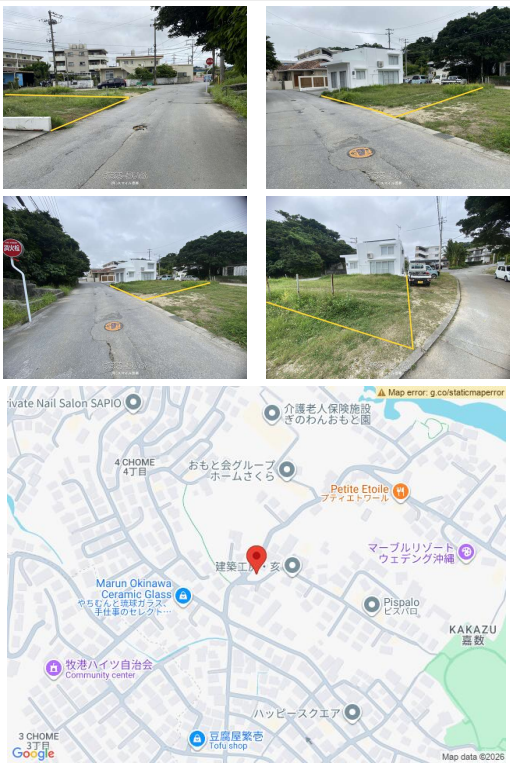 消火栓
Map error: g.co/staticmaperror
rivate Nail Salon SAPIO
介護老人保険施設
ぎのわんおもと園
4 CHOME
4丁目
おもと会グループ
ホームさくら
Petite Etoile
プティエトワール
マーブルリゾート
ウェデング沖縄
建築工房・亥
Marun Okinawa
Ceramic Glass
やちむんと琉球ガラス、
手仕事のセレクト…
Pispalo
ピスパロ
KAKAZU
嘉数
牧港ハイツ自治会
Community center
ハッピースクエア
豆腐屋繁壱
Tofu shop
3 CHOME
3丁目
Google
Map data ©2026